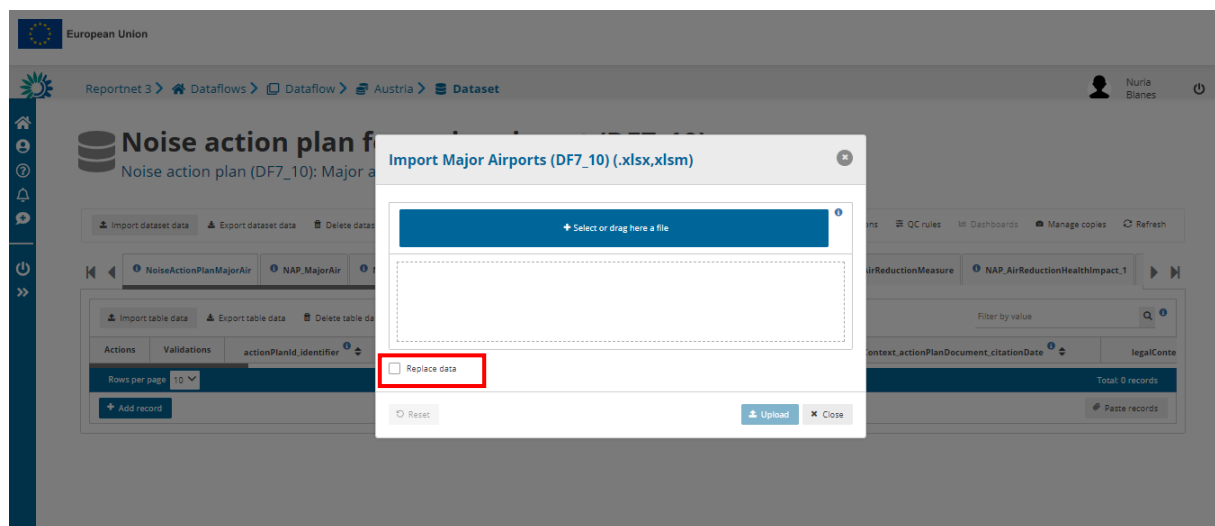 European Union
Reportnet 3 > Dataflows > Dataflow > Austria > Dataset
Nuria
Blanes
Noise action plan f
Noise action plan (DF7_10): Major a
Import Major Airports (DF7_10) (.xlsx,xlsm)
Import dataset data Export dataset data Delete datas
QC rules Dashboards Manage copies Refresh
+ Select or drag here a file
NoiseActionPlanMajorAir NAP_MajorAir
irReductionMeasure NAP_AirReductionHealthImpact_1
Import table data Export table data Delete table da
Filter by value
Actions Validations actionPlanId_identifier
ontext_actionPlanDocument_citationDate legalConte
Replace data
Rows per page 10
Total: 0 records
+ Add record
Paste records
Reset
Upload Close